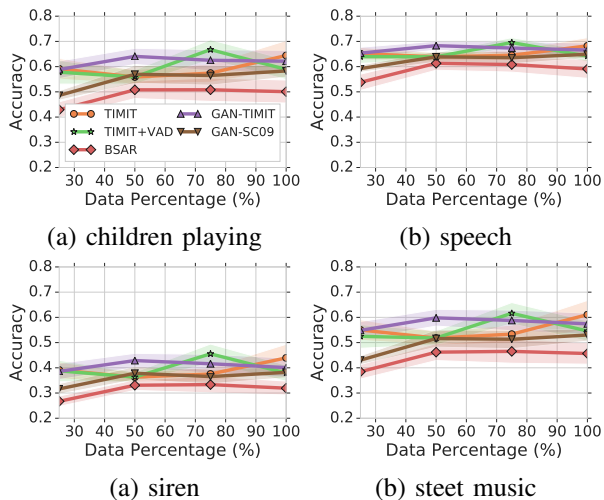 0.8
0.7
0.6
0.5
0.4
0.3
0.2
Accuracy
TIMIT
TIMIT+VAD
BSAR
GAN-TIMIT
GAN-SC09
30 40 50 60 70 80 90 100
Data Percentage (%)
(a) children playing
0.8
0.7
0.6
0.5
0.4
0.3
0.2
Accuracy
30 40 50 60 70 80 90 100
Data Percentage (%)
(b) speech
0.8
0.7
0.6
0.5
0.4
0.3
0.2
Accuracy
30 40 50 60 70 80 90 100
Data Percentage (%)
(a) siren
0.8
0.7
0.6
0.5
0.4
0.3
0.2
Accuracy
30 40 50 60 70 80 90 100
Data Percentage (%)
(b) steet music